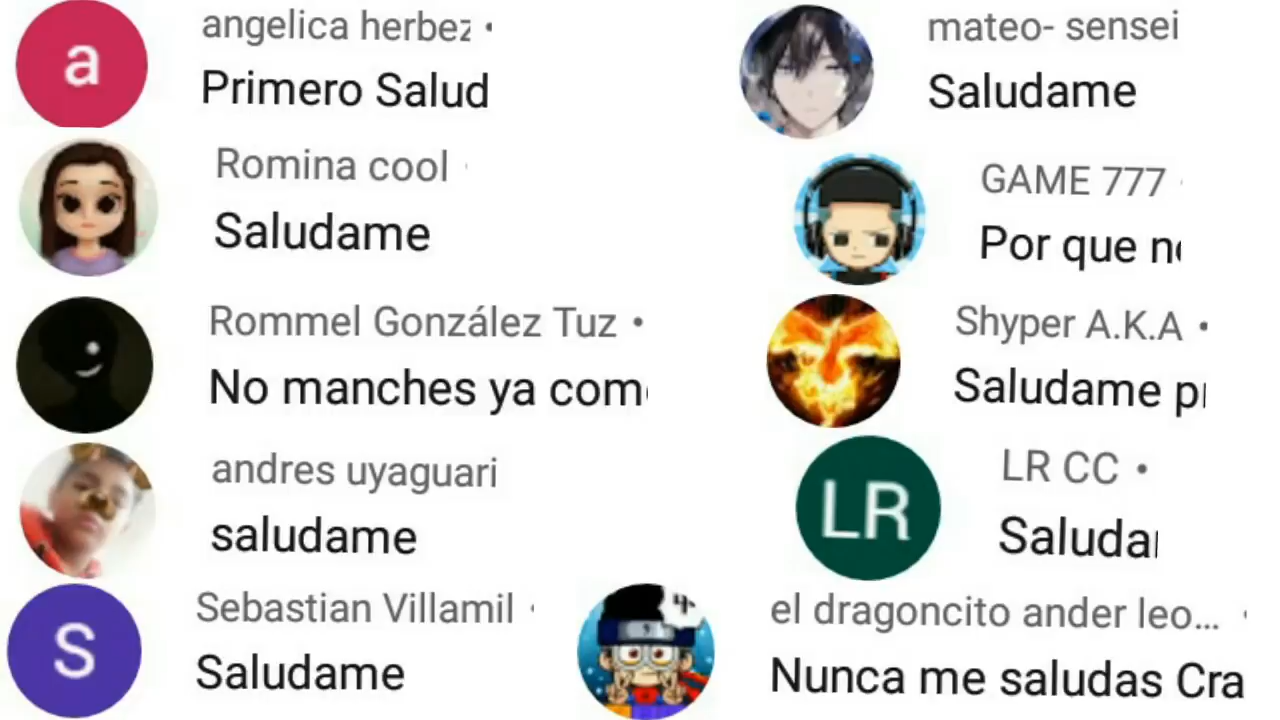 a
angelica herbez •
Primero Salud
Romina cool
Saludame
Rommel González Tuz •
No manches ya com
andres uyaguari
saludame
S
Sebastian Villamil
Saludame
mateo- sensei
Saludame
GAME 777
Por que
Shyper A.K.A •
Saludame
LR
LR CC •
Saluda
el dragoncito ander leo...
Nunca me saludas Cra